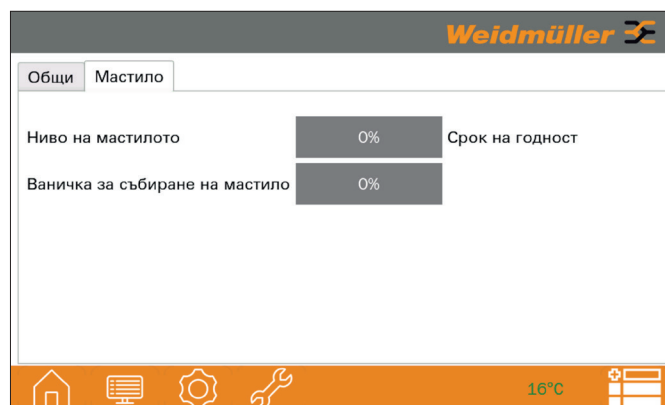 Weidmüller
Общи Мастило
Ниво на мастилото 0% Срок на годност
Ваничка за събиране на мастило 0%
16°C